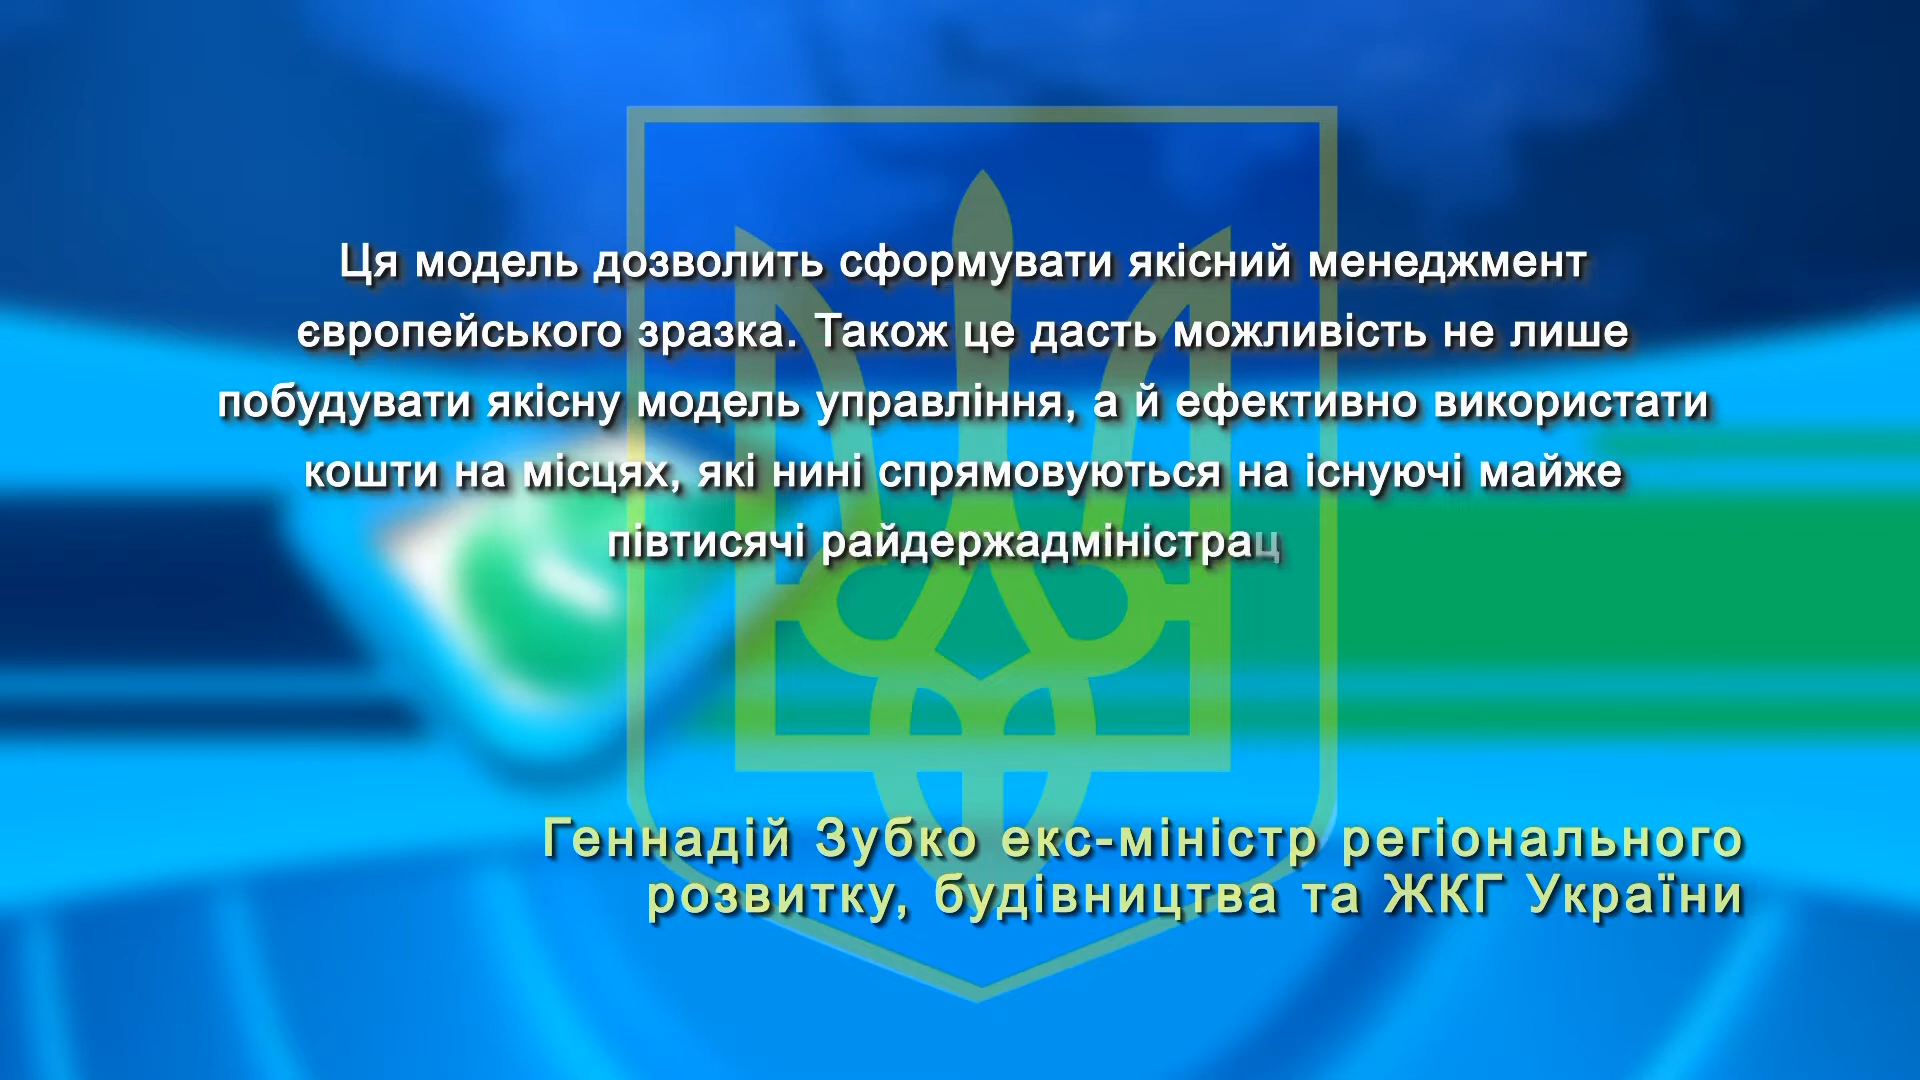 Ця модель дозволить сформувати якісний менеджмент
європейського зразка. Також це дасть можливість не лише
побудувати якісну модель управління, а й ефективно використати
кошти на місцях, які нині спрямовуються на існуючі майже
півтисячі райдержадміністрац
Геннадій Зубко екс-міністр регіонального
розвитку, будівництва та ЖКГ України